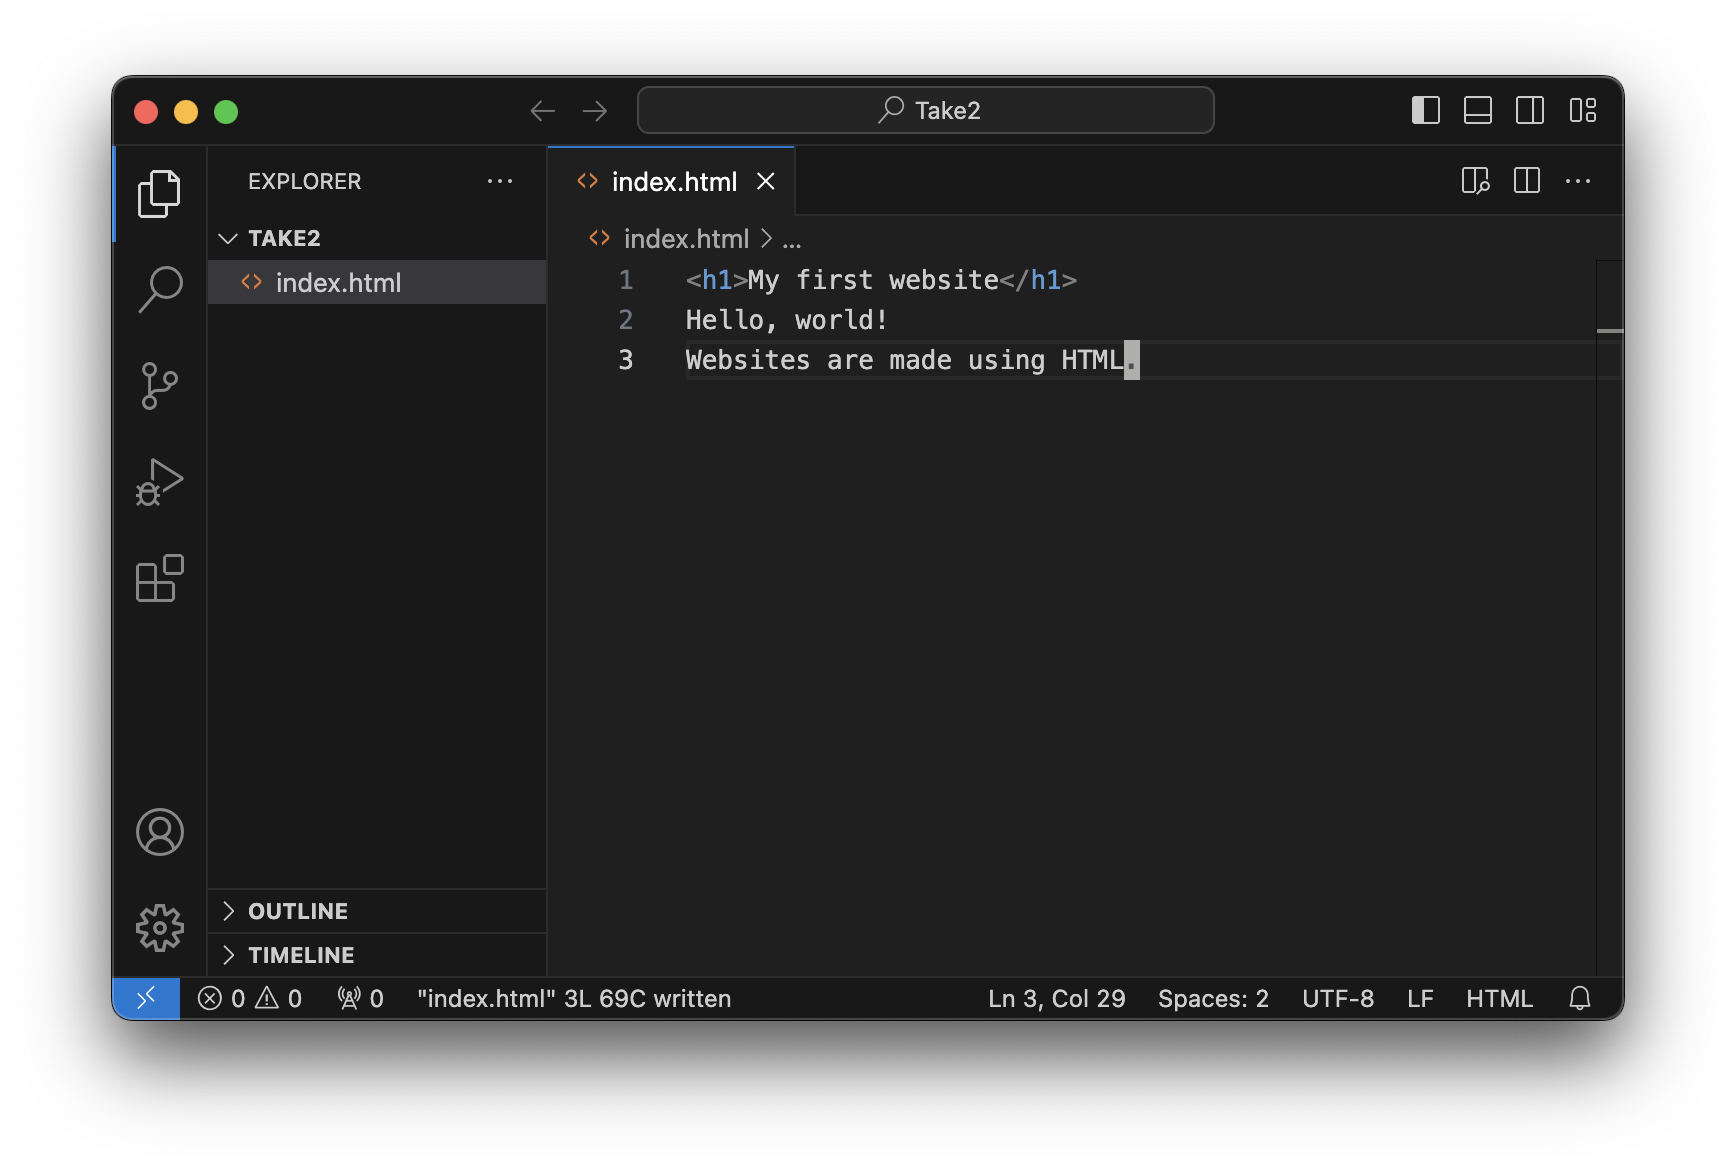 Take2
EXPLORER ...
TAKE2
index.html
OUTLINE
TIMELINE
index.html
index.html > ...
1 <h1>My first website</h1>
2 Hello, world!
3 Websites are made using HTML.
0 0 0 "index.html" 3L 69C written Ln 3, Col 29 Spaces: 2 UTF-8 LF HTML